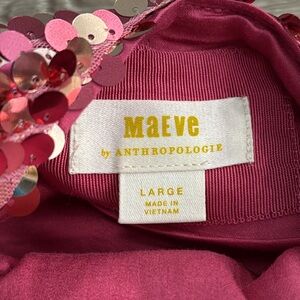 Maeve
by ANTHROPOLOGIE
LARGE
MADE IN
VIETNAM